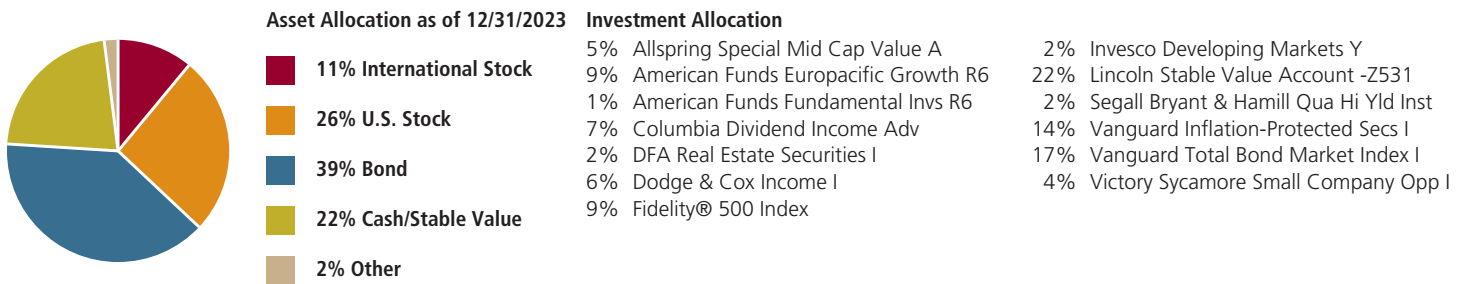 Asset Allocation as of 12/31/2023
11% International Stock
26% U.S. Stock
39% Bond
22% Cash/Stable Value
2% Other
Investment Allocation
5% Allspring Special Mid Cap Value A
9% American Funds Europacific Growth R6
1% American Funds Fundamental Invs R6
7% Columbia Dividend Income Adv
2% DFA Real Estate Securities I
6% Dodge & Cox Income I
9% Fidelity® 500 Index
2% Invesco Developing Markets Y
22% Lincoln Stable Value Account -Z531
2% Segall Bryant & Hamill Qua Hi Yld Inst
14% Vanguard Inflation-Protected Secs I
17% Vanguard Total Bond Market Index I
4% Victory Sycamore Small Company Opp I